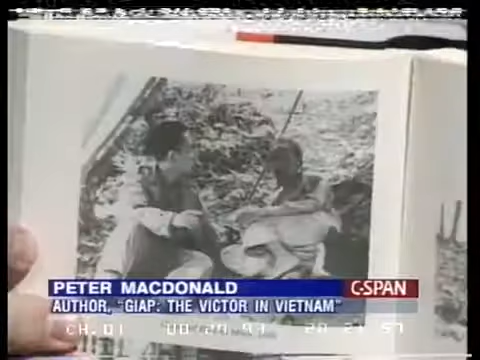 PETER MACDONALD
C-SPAN
AUTHOR, "GIAP: THE VICTOR IN VIETNAM"
CH.01